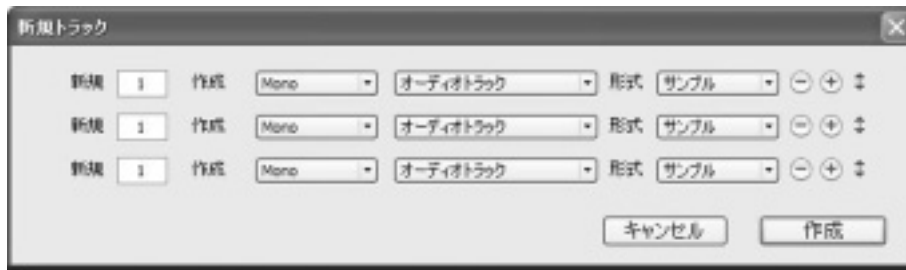 新規トラック
新規 1 作成 Mono オーディオトラック 形式 サンプル
新規 1 作成 Mono オーディオトラック 形式 サンプル
新規 1 作成 Mono オーディオトラック 形式 サンプル
キャンセル 作成